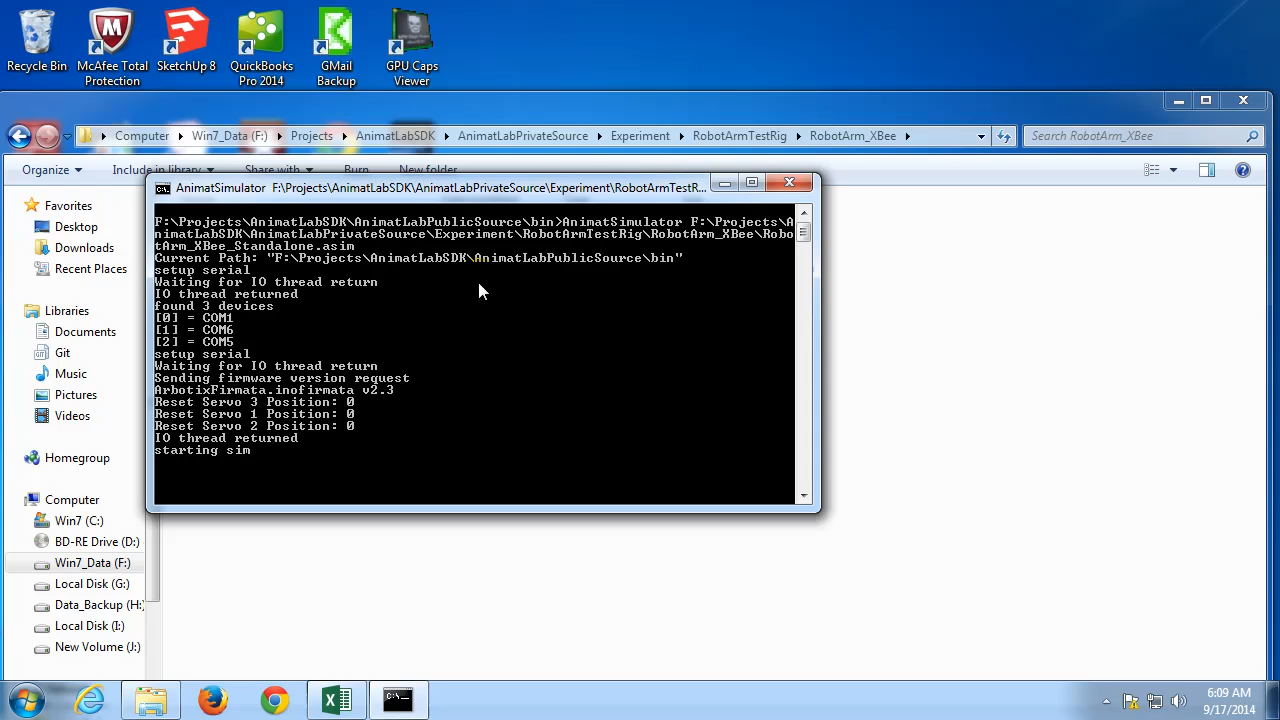 Recycle Bin
McAfee Total
Protection
SketchUp 8
QuickBooks
Pro 2014
GMail
Backup
GPU Caps
Viewer
Computer Win7_Data (F:) Projects AnimatLabSDK AnimatLabPrivateSource Experiment RobotArmTestRig RobotArm_XBee
Search RobotArm_XBee
Organize Include in library Share with Burn New folder
AnimatSimulator F:\Projects\AnimatLabSDK\AnimatLabPrivateSource\Experiment\RobotArmTestR...
F:\Projects\AnimatLabSDK\AnimatLabPublicSource\bin>AnimatSimulator F:\Projects\A
nimatLabSDK\AnimatLabPrivateSource\Experiment\RobotArmTestRig\RobotArm_XBee\Robo
tArm_XBee_Standalone.asim
Current Path: "F:\Projects\AnimatLabSDK\AnimatLabPublicSource\bin"
setup serial
Waiting for IO thread return
IO thread returned
found 3 devices
[0] = COM1
[1] = COM6
[2] = COM5
setup serial
Waiting for IO thread return
Sending firmware version request
ArbotixFirmata.inofirmata v2.3
Reset Servo 3 Position: 0
Reset Servo 1 Position: 0
Reset Servo 2 Position: 0
IO thread returned
starting sim
Favorites
Desktop
Downloads
Recent Places
Libraries
Documents
Git
Music
Pictures
Videos
Homegroup
Computer
Win7 (C:)
BD-RE Drive (D:)
Win7_Data (F:)
Local Disk (G:)
Data_Backup (H:)
Local Disk (I:)
New Volume (J:)
6:09 AM
9/17/2014